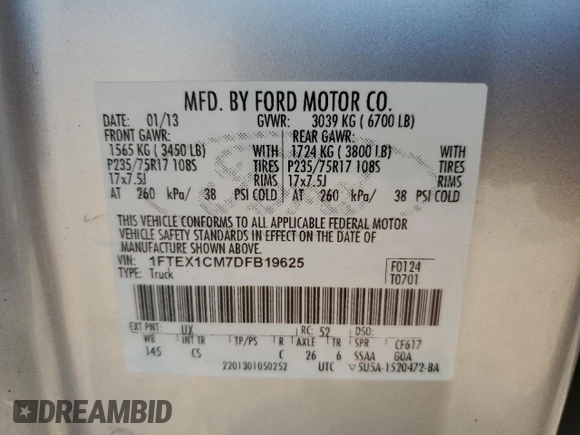 MFD. BY FORD MOTOR CO.
DATE: 01/13 GVWR: 3039 KG ( 6700 LB)
FRONT GAWR: REAR GAWR:
1565 KG ( 3450 LB) WITH 1724 KG ( 3800 LB) WITH
P235/75R17 108S TIRES P235/75R17 108S TIRES
17x7.5J RIMS 17x7.5J RIMS
AT 260 kPa/ 38 PSI COLD AT 260 kPa/ 38 PSI COLD
THIS VEHICLE CONFORMS TO ALL APPLICABLE FEDERAL MOTOR
VEHICLE SAFETY STANDARDS IN EFFECT ON THE DATE OF
MANUFACTURE SHOWN ABOVE.
VIN: 1FTEX1CM7DFB19625 F0124
TYPE: Truck T0701
EXT PNT: UX RC: 52 DSO:
WB INT TR TP/PS R AXLE TR SPR CF617
145 CS C 26 6 SSAA GOA
2201301050252 UTC ▽5U5A-1520472-BA
DREAMBID